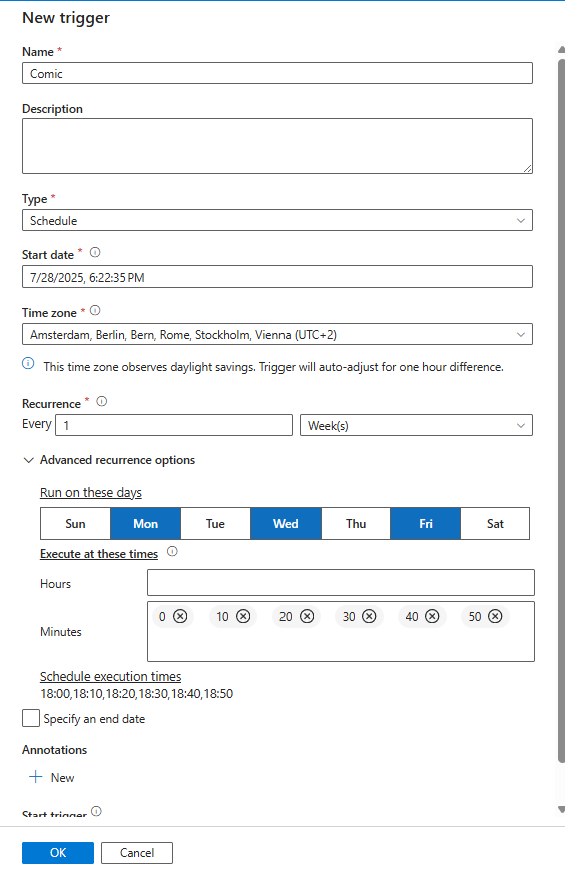 New trigger
Name *
Comic
Description
Type *
Schedule
Start date *
7/28/2025, 6:22:35 PM
Time zone *
Amsterdam, Berlin, Bern, Rome, Stockholm, Vienna (UTC+2)
This time zone observes daylight savings. Trigger will auto-adjust for one hour difference.
Recurrence *
Every 1 Week(s)
Advanced recurrence options
Run on these days
Sun Mon Tue Wed Thu Fri Sat
Execute at these times
Hours
Minutes 0 10 20 30 40 50
Schedule execution times
18:00,18:10,18:20,18:30,18:40,18:50
Specify an end date
Annotations
New
Start trigger
OK Cancel